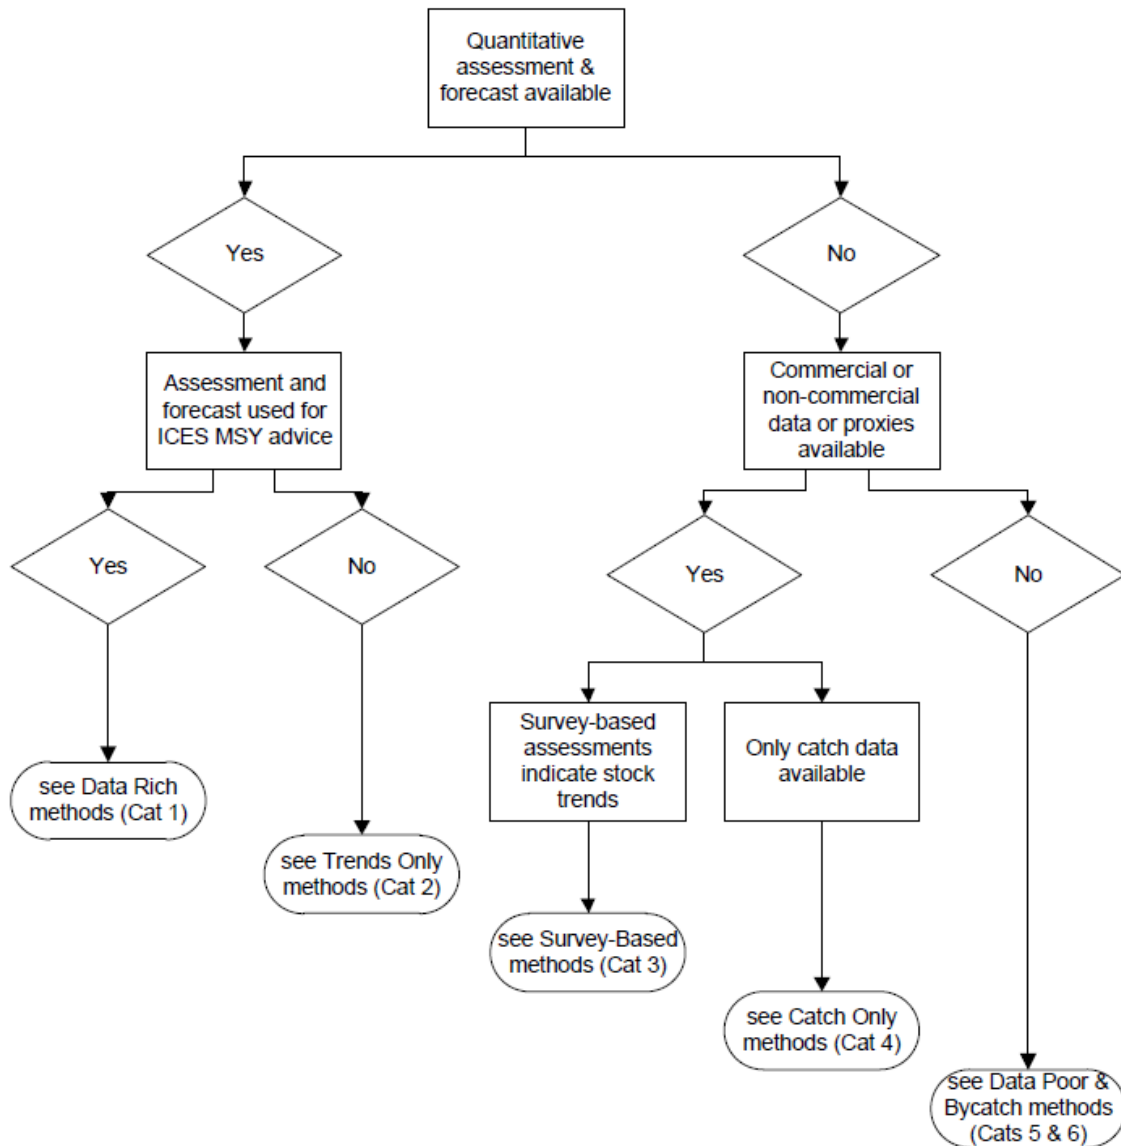 Quantitative
assessment &
forecast available
Yes
No
Assessment and
forecast used for
ICES MSY advice
Commercial or
non-commercial
data or proxies
available
Yes
No
Yes
No
Survey-based
assessments
indicate stock
trends
Only catch data
available
see Data Rich
methods (Cat 1)
see Trends Only
methods (Cat 2)
see Survey-Based
methods (Cat 3)
see Catch Only
methods (Cat 4)
see Data Poor &
Bycatch methods
(Cats 5 & 6)